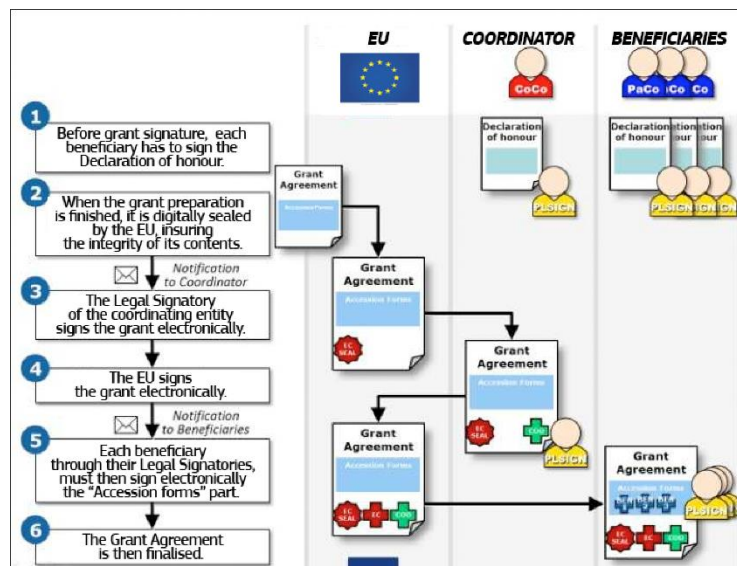 EU
COORDINATOR
BENEFICIARIES
CoCo
PaCo
aCo
Co
1
Before grant signature, each
beneficiary has to sign the
Declaration of honour.
Declaration
of honour
PLSIGN
Declaration
of honour
PLSIGN
2
When the grant preparation
is finished, it is digitally sealed
by the EU, insuring
the integrity of its contents.
Grant
Agreement
Accession Forms
Notification
to Coordinator
3
The Legal Signatory
of the coordinating entity
signs the grant electronically.
Grant
Agreement
Accession Forms
EC
SEAL
4
The EU signs
the grant electronically.
Grant
Agreement
Accession Forms
EC
SEAL
COO
PLSIGN
Notification
to Beneficiaries
5
Each beneficiary
through their Legal Signatories,
must then sign electronically
the “Accession forms” part.
Grant
Agreement
Accession Forms
EC
SEAL
EC
COO
Grant
Agreement
Accession Forms
PLSIGN
EC
SEAL
EC
COO
6
The Grant Agreement
is then finalised.